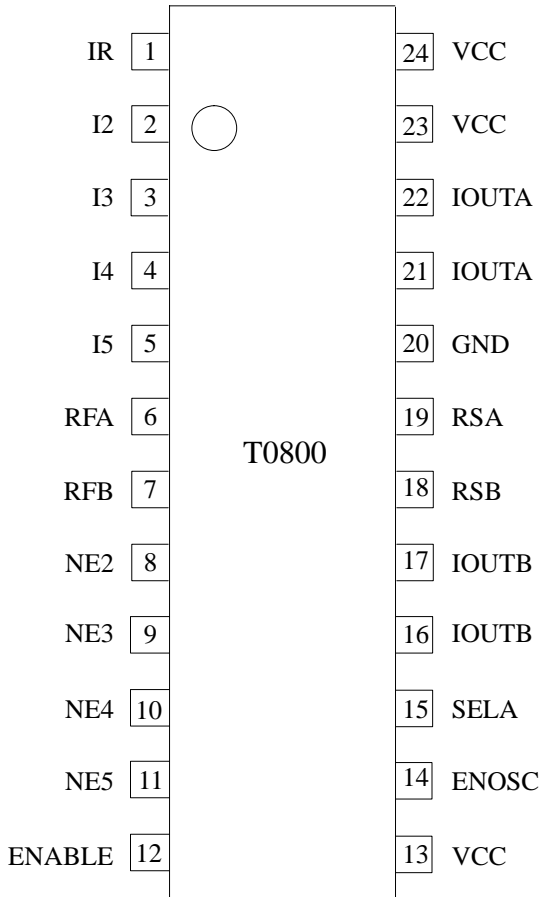 IR 1 24 VCC
I2 2 23 VCC
I3 3 22 IOUTA
I4 4 21 IOUTA
I5 5 20 GND
RFA 6 19 RSA
T0800
RFB 7 18 RSB
NE2 8 17 IOUTB
NE3 9 16 IOUTB
NE4 10 15 SELA
NE5 11 14 ENOSC
ENABLE 12 13 VCC